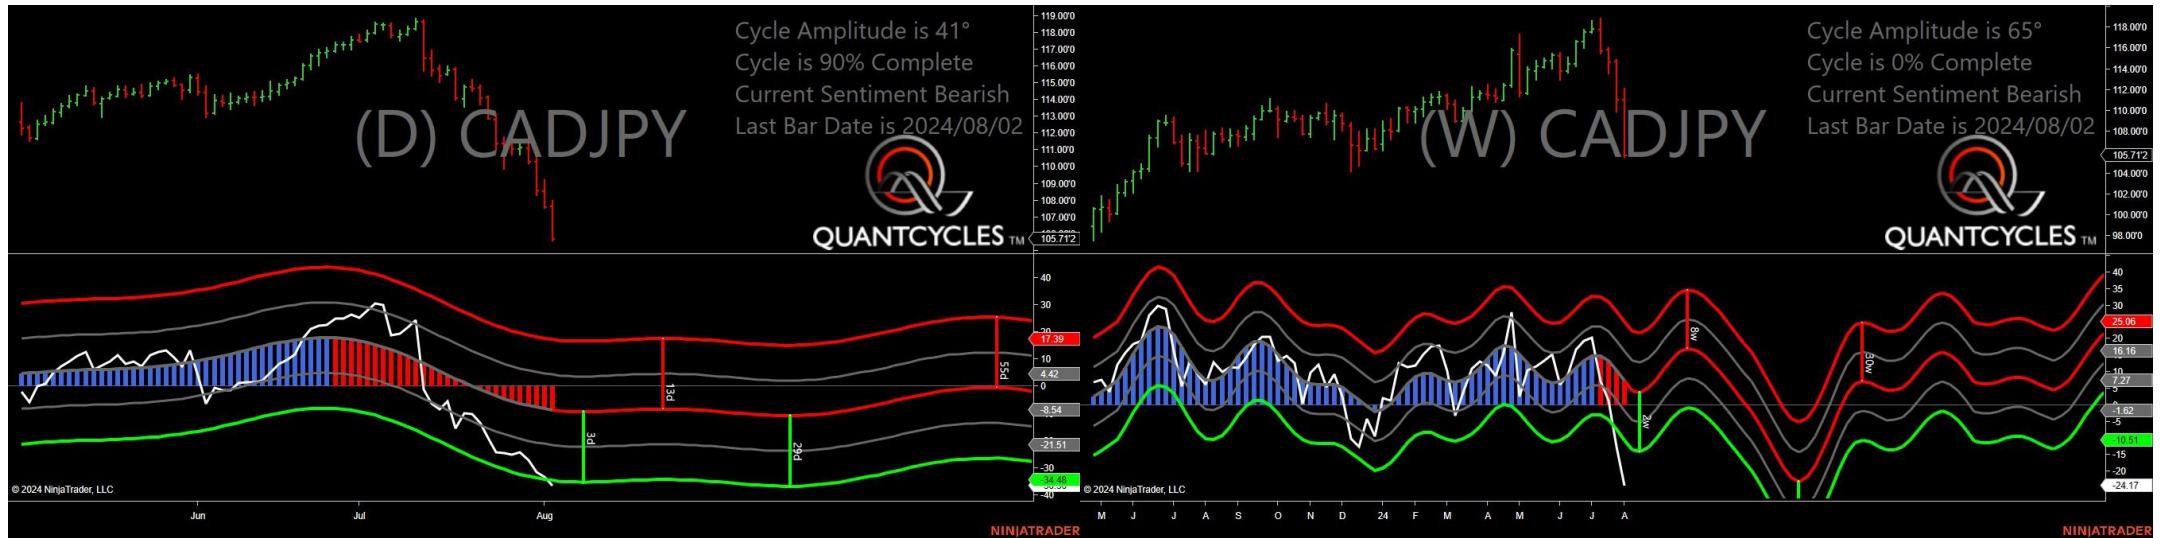 119.00'0
118.00'0
117.00'0
116.00'0
115.00'0
114.00'0
113.00'0
112.00'0
111.00'0
110.00'0
109.00'0
108.00'0
107.00'0
105.71'2
Cycle Amplitude is 41°
Cycle is 90% Complete
Current Sentiment Bearish
Last Bar Date is 2024/08/02
(D) CADJPY
QUANTCYCLES TM
40
30
20
17.39
10
4.42
0
-8.54
-21.51
-30
-34.48
-40
13d
55d
3d
29d
© 2024 NinjaTrader, LLC
Jun
Jul
Aug
NINJATRADER
118.00'0
116.00'0
114.00'0
112.00'0
110.00'0
108.00'0
105.71'2
104.00'0
102.00'0
100.00'0
98.00'0
Cycle Amplitude is 65°
Cycle is 0% Complete
Current Sentiment Bearish
Last Bar Date is 2024/08/02
(W) CADJPY
QUANTCYCLES TM
40
35
30
25.06
20
16.16
7.27
0
-1.62
-5
-10.51
-15
-20
-24.17
8w
30w
2w
© 2024 NinjaTrader, LLC
M J J A S O N D 24 F M A M J J A
NINJATRADER